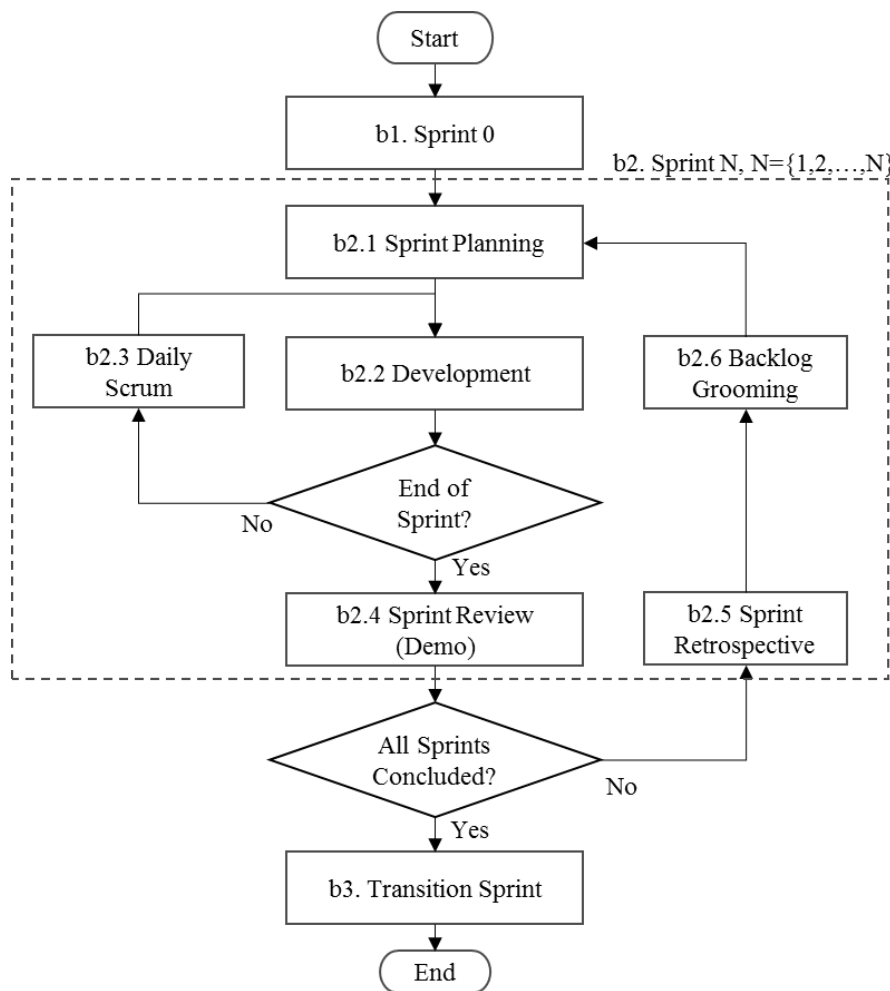 Start
b1. Sprint 0
b2. Sprint N, N={1,2,…,N}
b2.1 Sprint Planning
b2.3 Daily
Scrum
b2.2 Development
b2.6 Backlog
Grooming
End of
Sprint?
No
Yes
b2.4 Sprint Review
(Demo)
b2.5 Sprint
Retrospective
All Sprints
Concluded?
No
Yes
b3. Transition Sprint
End